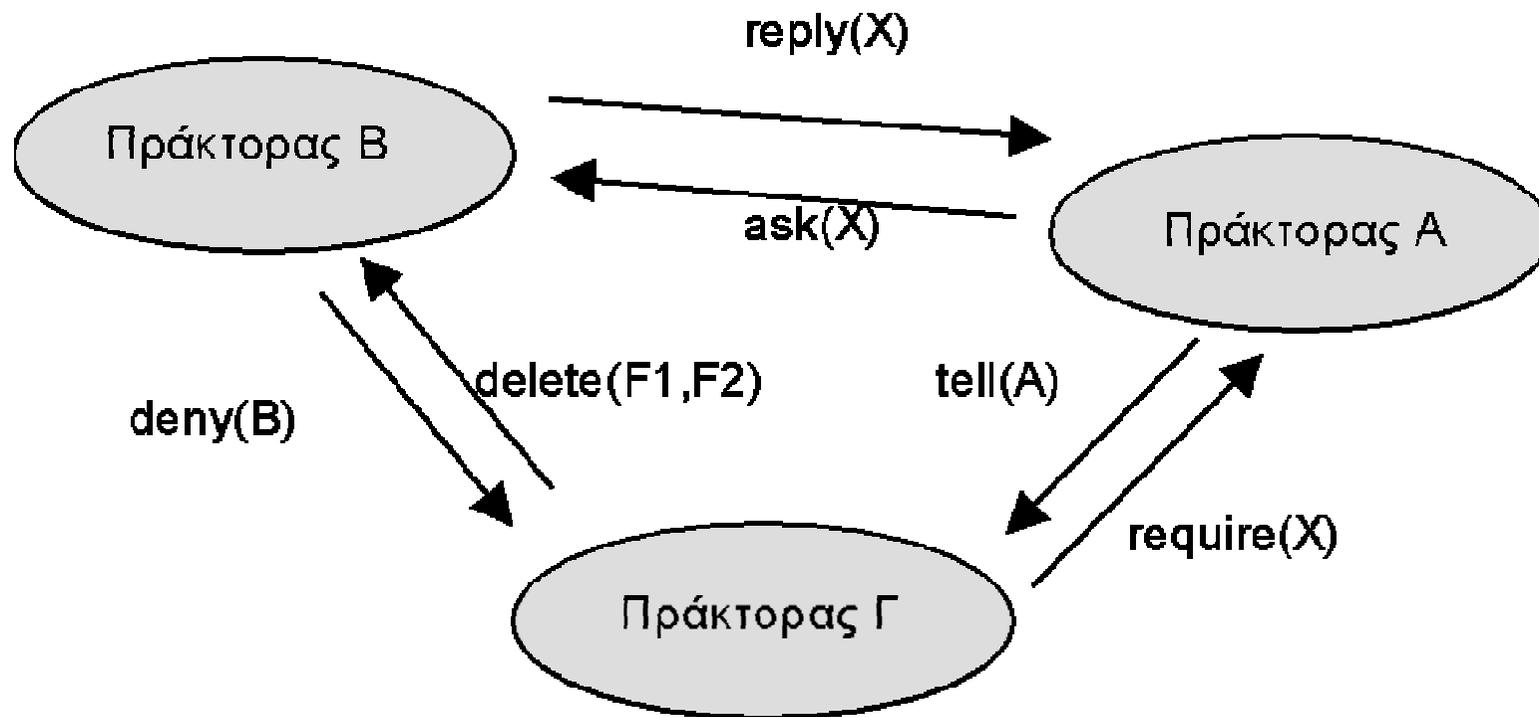 reply(X)
Πράκτορας Β
ask(X)
Πράκτορας Α
delete(F1,F2)
tell(A)
deny(B)
require(X)
Πράκτορας Γ